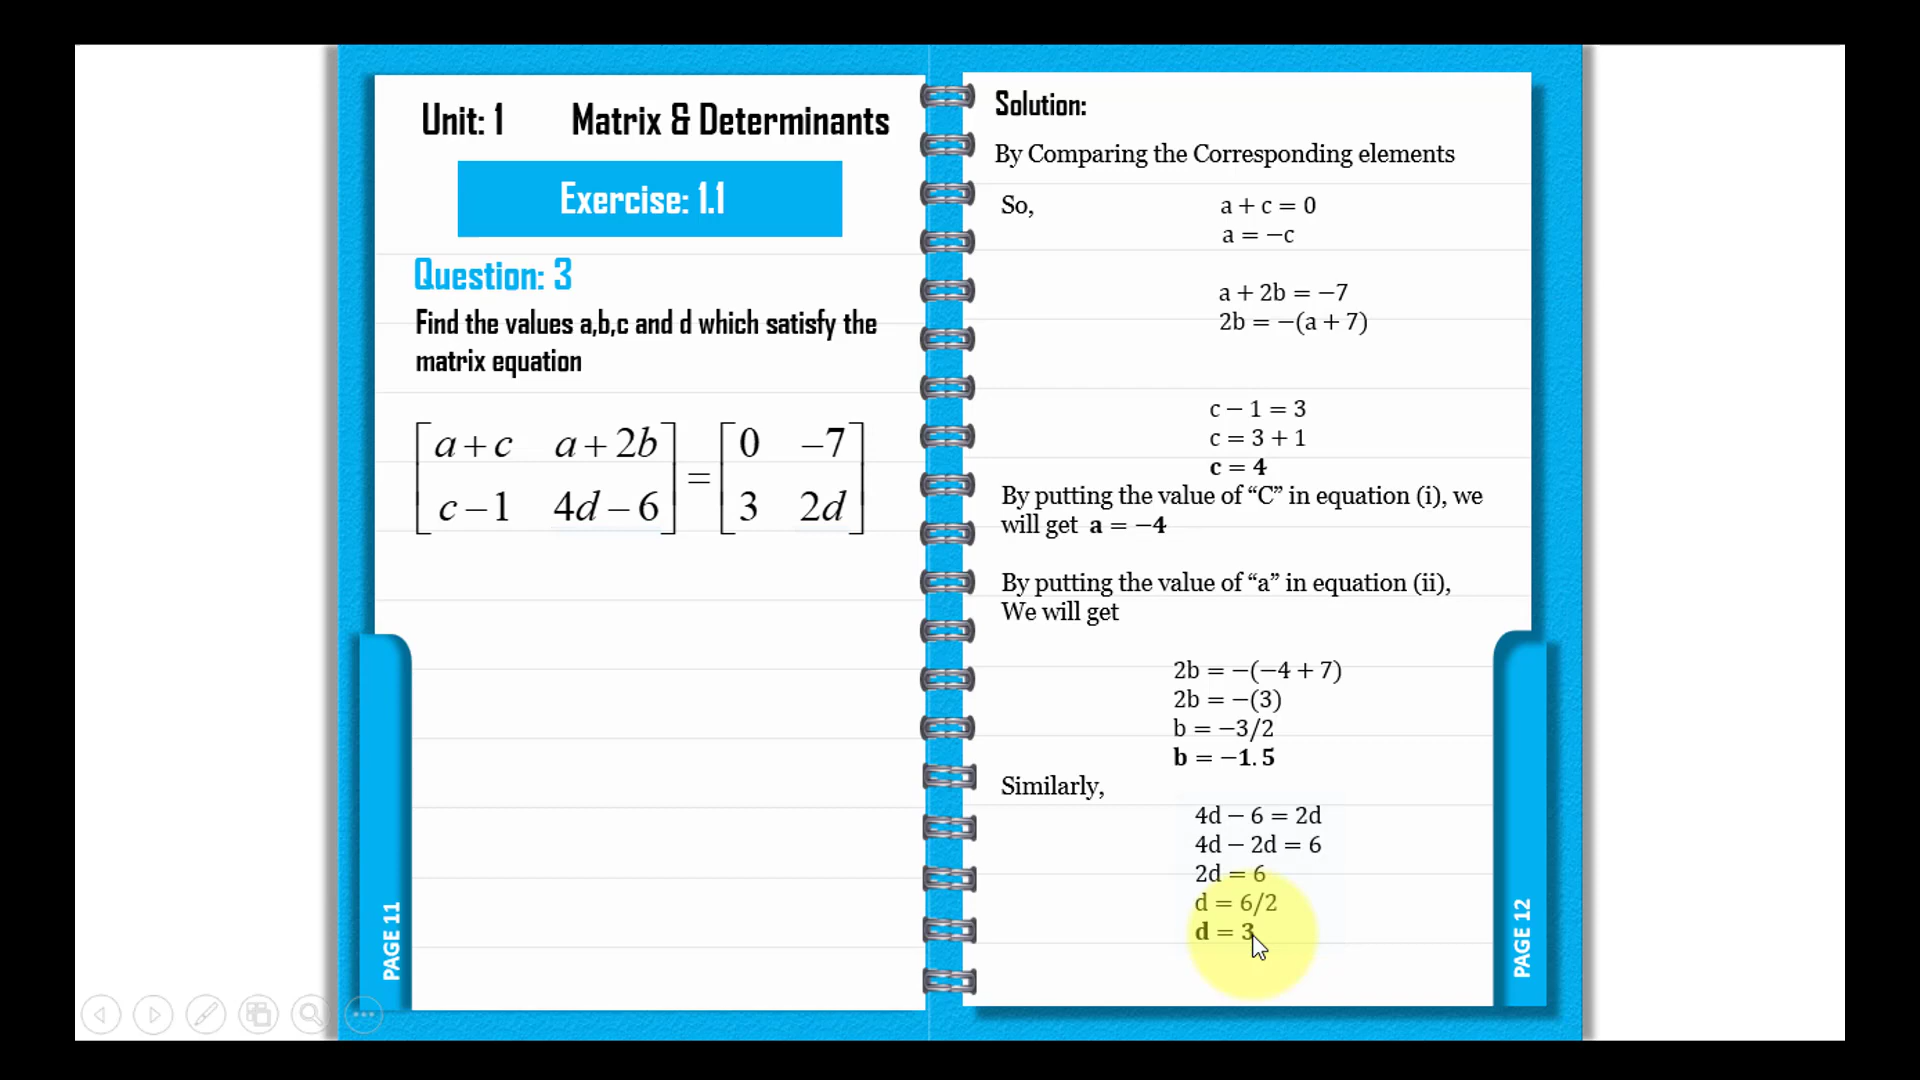 Unit: 1 Matrix & Determinants
Exercise: 1.1
Question: 3
Find the values a,b,c and d which satisfy the
matrix equation
[a+c a+2b] = [0 −7]
[c−1 4d−6] [3 2d]
PAGE 11
Solution:
By Comparing the Corresponding elements
So, a + c = 0
a = −c
a + 2b = −7
2b = −(a + 7)
c − 1 = 3
c = 3 + 1
c = 4
By putting the value of “C” in equation (i), we
will get a = −4
By putting the value of “a” in equation (ii),
We will get
2b = −(−4 + 7)
2b = −(3)
b = −3/2
b = −1.5
Similarly,
4d − 6 = 2d
4d − 2d = 6
2d = 6
d = 6/2
d = 3
PAGE 12